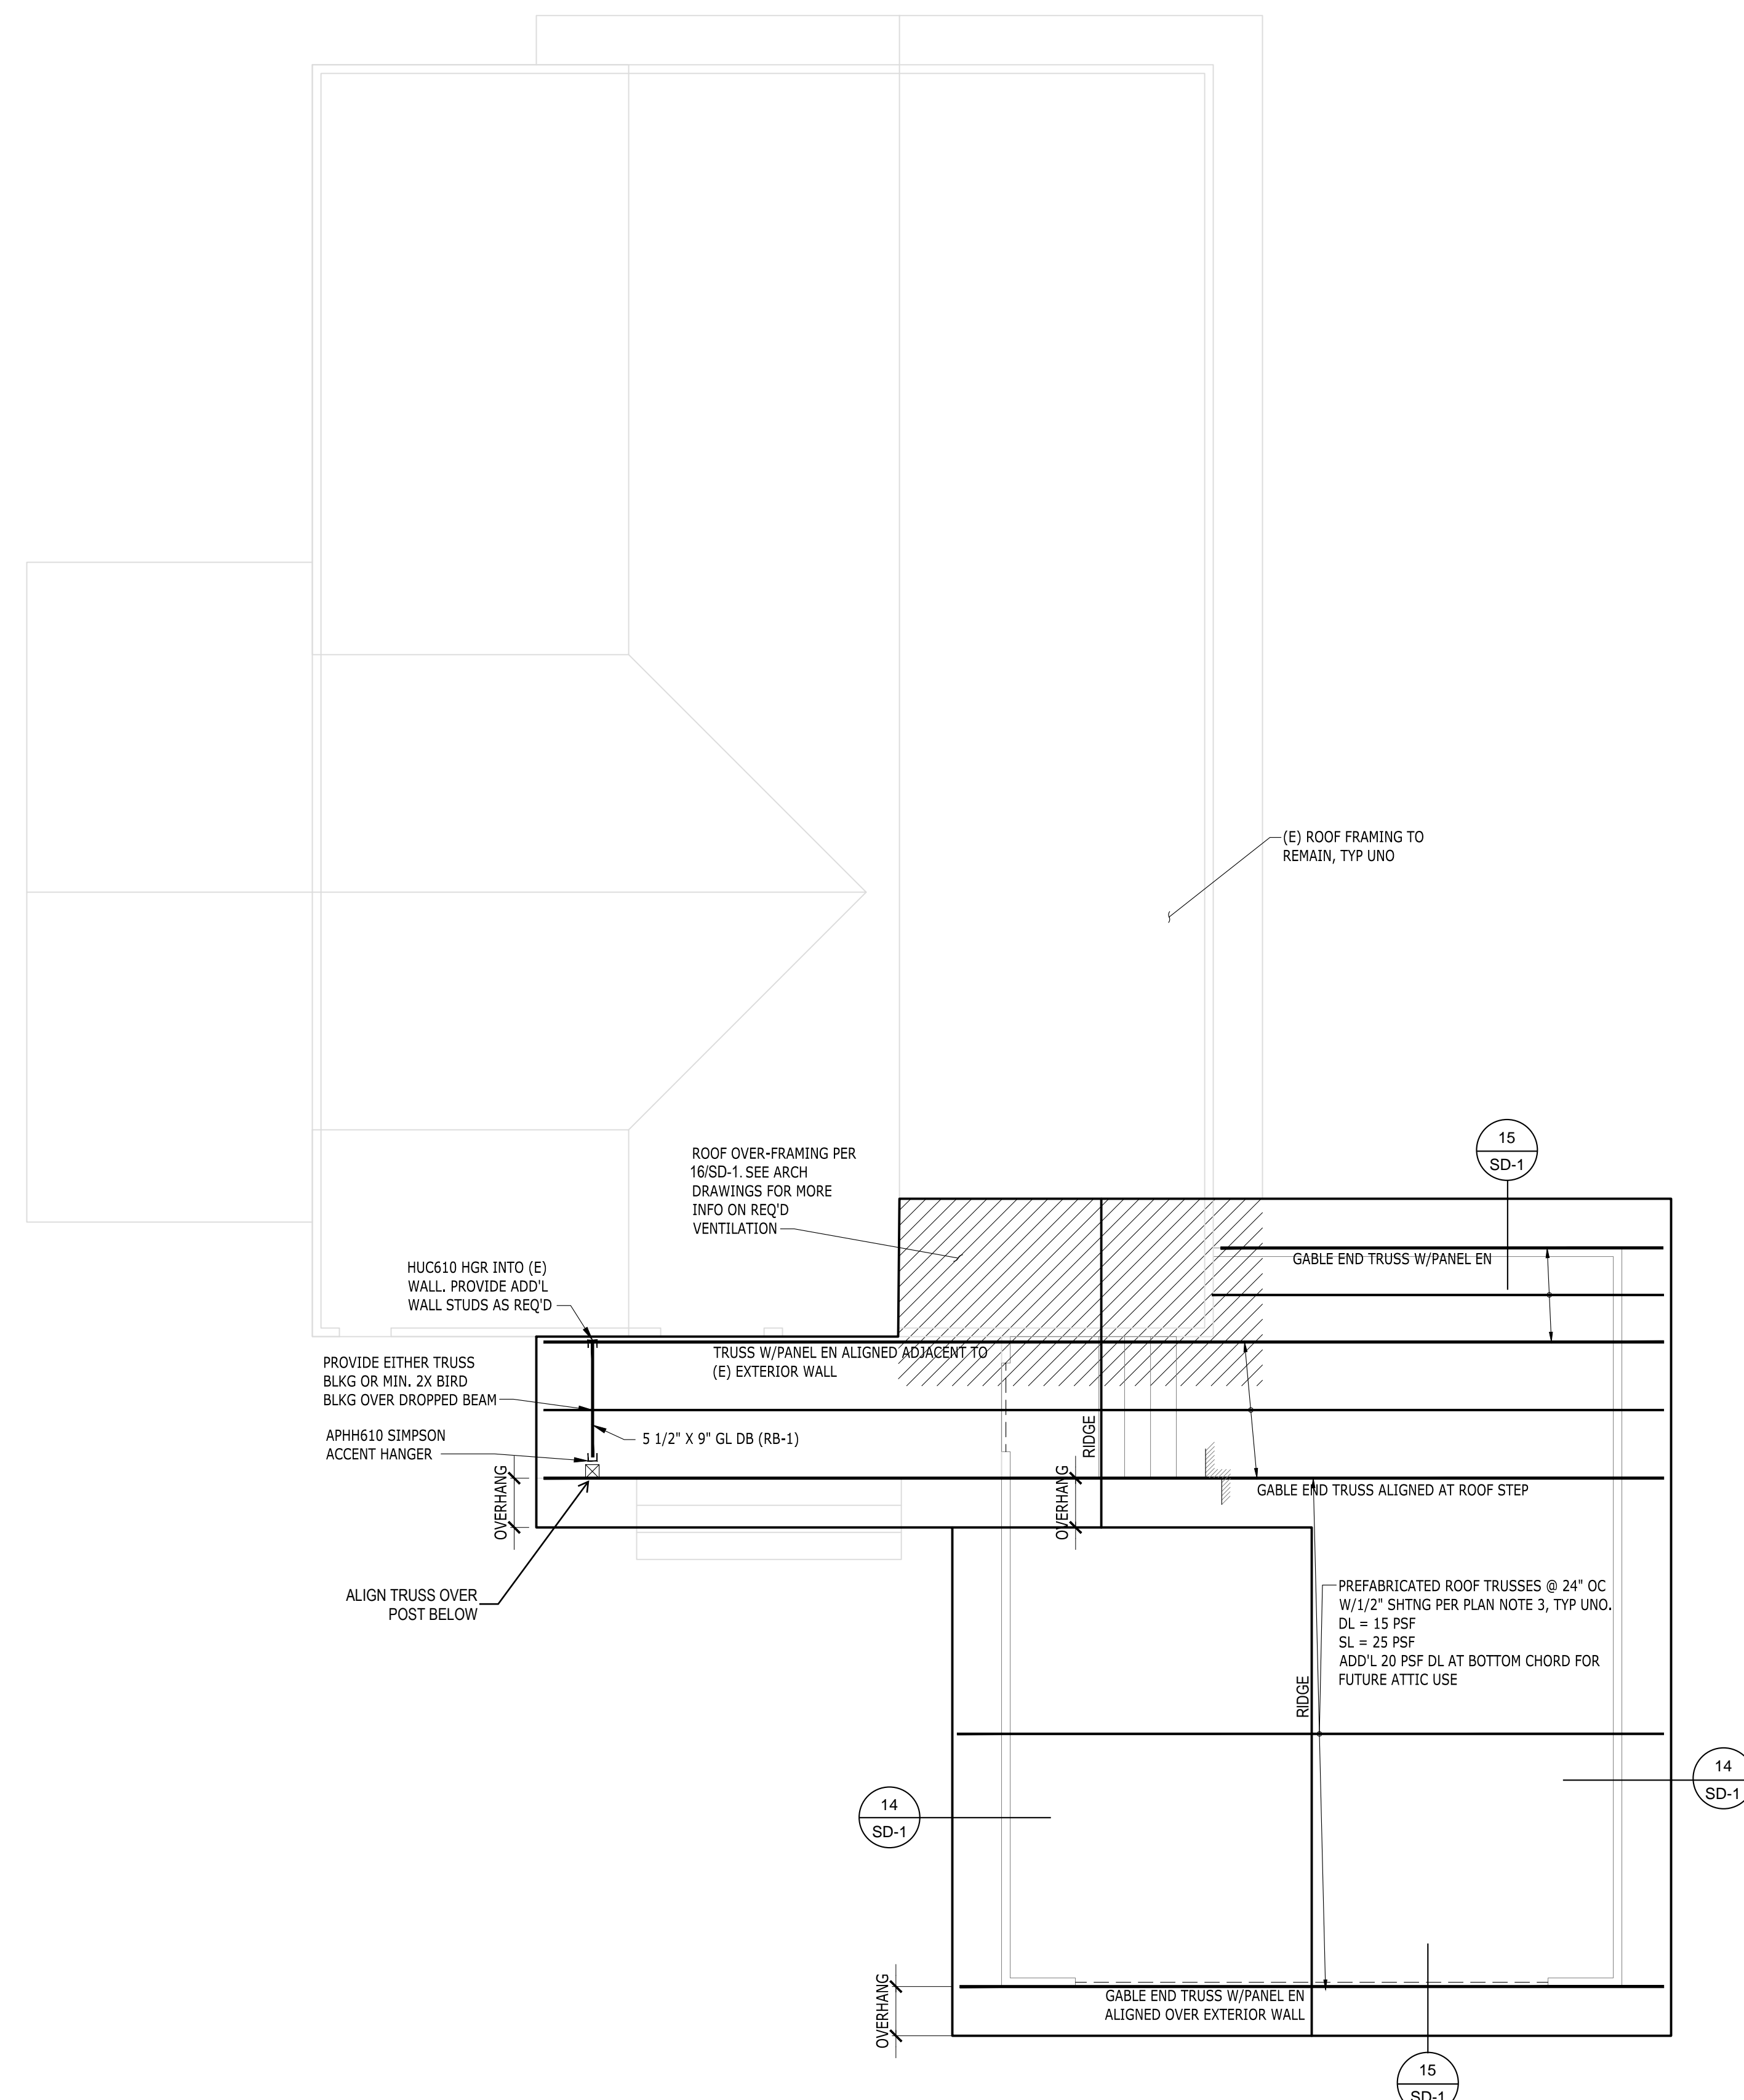 (E) ROOF FRAMING TO
REMAIN, TYP UNO
15
SD-1
ROOF OVER-FRAMING PER
16/SD-1. SEE ARCH
DRAWINGS FOR MORE
INFO ON REQ'D
VENTILATION
GABLE END TRUSS W/PANEL EN
HUC610 HGR INTO (E)
WALL. PROVIDE ADD'L
WALL STUDS AS REQ'D
TRUSS W/PANEL EN ALIGNED ADJACENT TO
(E) EXTERIOR WALL
PROVIDE EITHER TRUSS
BLKG OR MIN. 2X BIRD
BLKG OVER DROPPED BEAM
APHH610 SIMPSON
ACCENT HANGER
5 1/2" X 9" GL DB (RB-1)
RIDGE
OVERHANG
OVERHANG
GABLE END TRUSS ALIGNED AT ROOF STEP
ALIGN TRUSS OVER
POST BELOW
PREFABRICATED ROOF TRUSSES @ 24" OC
W/1/2" SHTNG PER PLAN NOTE 3, TYP UNO.
DL = 15 PSF
SL = 25 PSF
ADD'L 20 PSF DL AT BOTTOM CHORD FOR
FUTURE ATTIC USE
RIDGE
14
SD-1
14
SD-1
OVERHANG
GABLE END TRUSS W/PANEL EN
ALIGNED OVER EXTERIOR WALL
15
SD-1